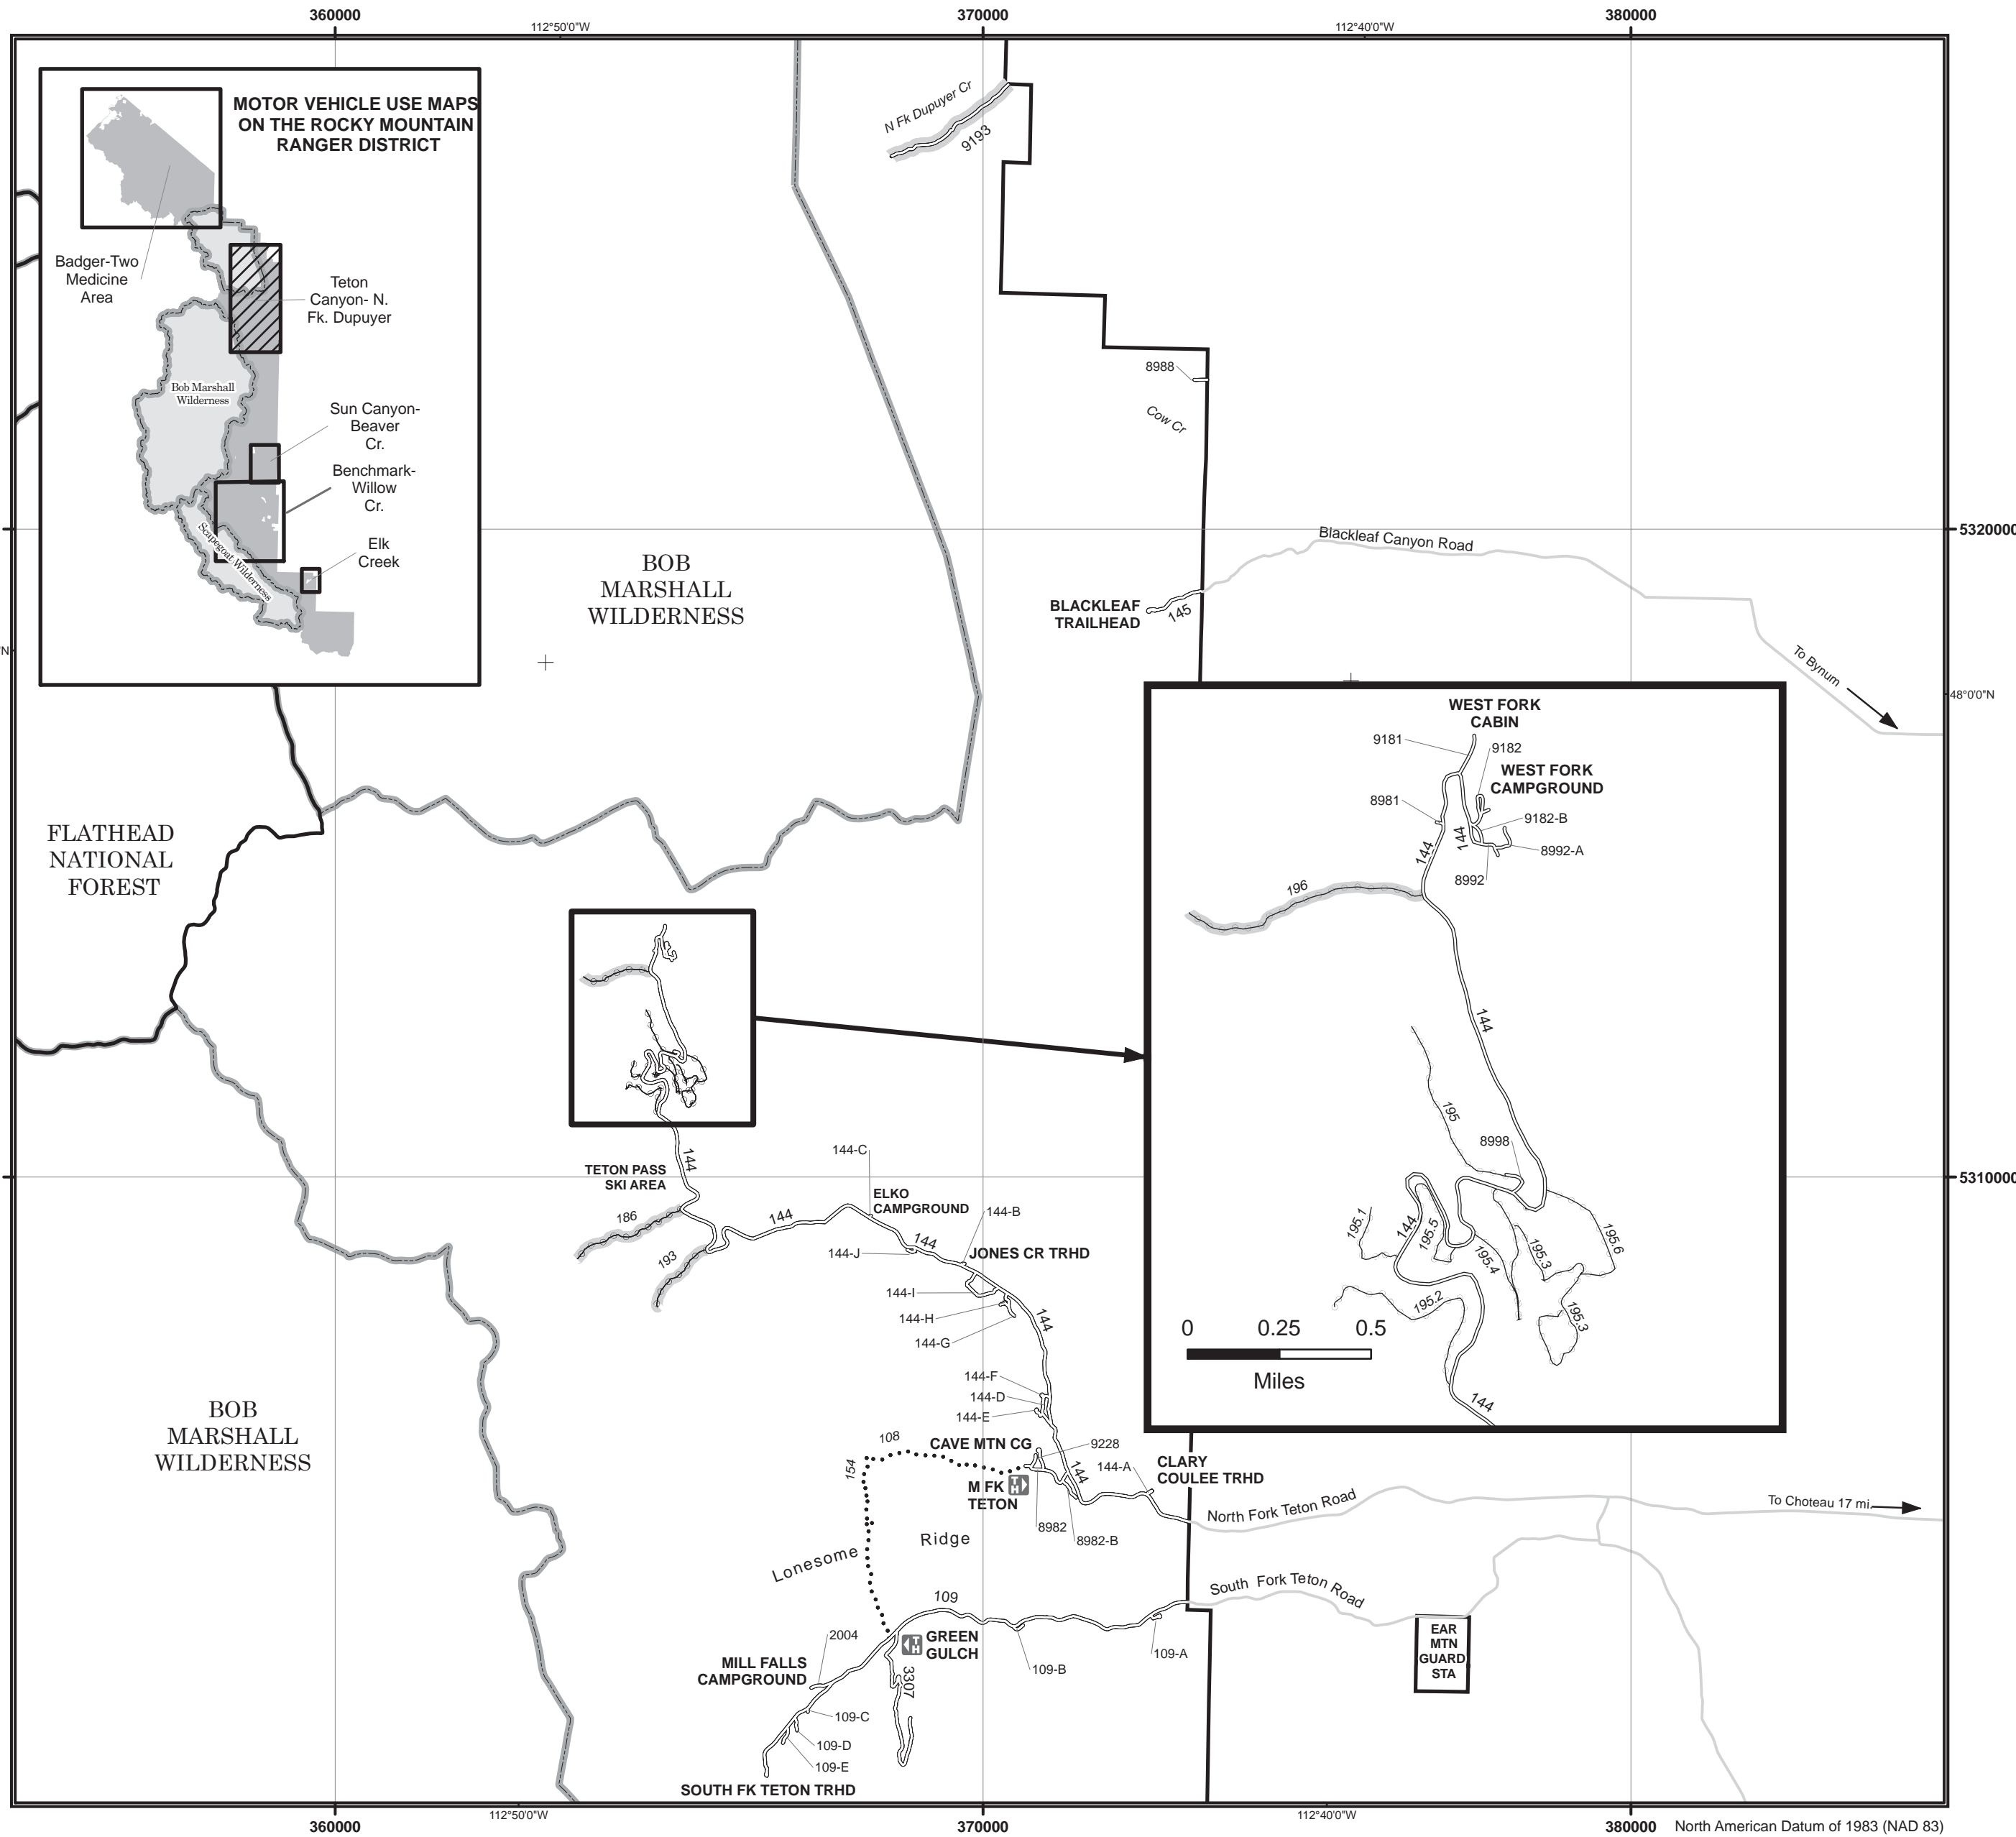 360000
370000
380000
112°50'0"W
112°40'0"W
MOTOR VEHICLE USE MAPS
ON THE ROCKY MOUNTAIN
RANGER DISTRICT
Badger-Two
Medicine
Area
Teton
Canyon- N.
Fk. Dupuyer
Bob Marshall
Wilderness
Sun Canyon-
Beaver
Cr.
Benchmark-
Willow
Cr.
Scapegoat Wilderness
Elk
Creek
N Fk Dupuyer Cr
9193
8988
Cow Cr
5320000
Blackleaf Canyon Road
BOB
MARSHALL
WILDERNESS
BLACKLEAF
TRAILHEAD
145
To Bynum
48°0'0"N
N
FLATHEAD
NATIONAL
FOREST
WEST FORK
CABIN
9181
9182
WEST FORK
CAMPGROUND
8981
9182-B
144
144
8992-A
8992
196
144
195
8998
195.1
144
195.5
195.4
195.3
195.6
195.2
195.3
0 0.25 0.5
Miles
144
5310000
144
TETON PASS
SKI AREA
144-C
ELKO
CAMPGROUND
186
193
144
144-B
144
144-J
JONES CR TRHD
144-I
144-H
144-G
144
144-F
144-D
144-E
BOB
MARSHALL
WILDERNESS
108
154
CAVE MTN CG
9228
144
144-A
CLARY
COULEE TRHD
M FK
TETON
TH
8982
8982-B
North Fork Teton Road
To Choteau 17 mi.
Lonesome
Ridge
South Fork Teton Road
109
EAR
MTN
GUARD
STA
2004
TH
GREEN
GULCH
MILL FALLS
CAMPGROUND
3307
109-B
109-A
109-C
109-D
109-E
SOUTH FK TETON TRHD
112°50'0"W
112°40'0"W
360000
370000
380000
North American Datum of 1983 (NAD 83)